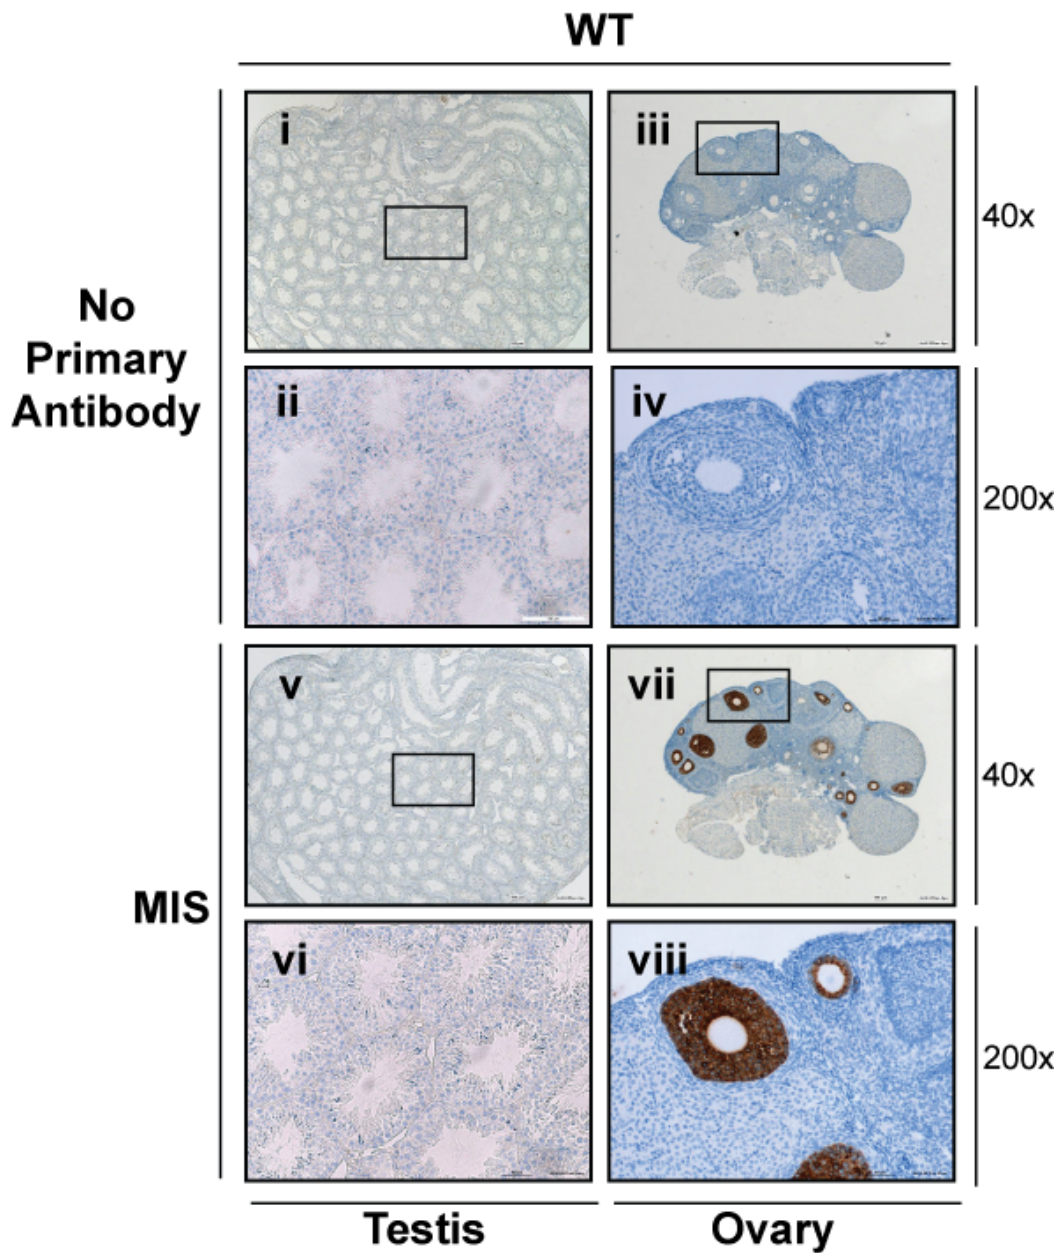 WT
i
iii
40x
No
Primary
Antibody
ii
iv
200x
v
vii
40x
MIS
vi
viii
200x
Testis
Ovary